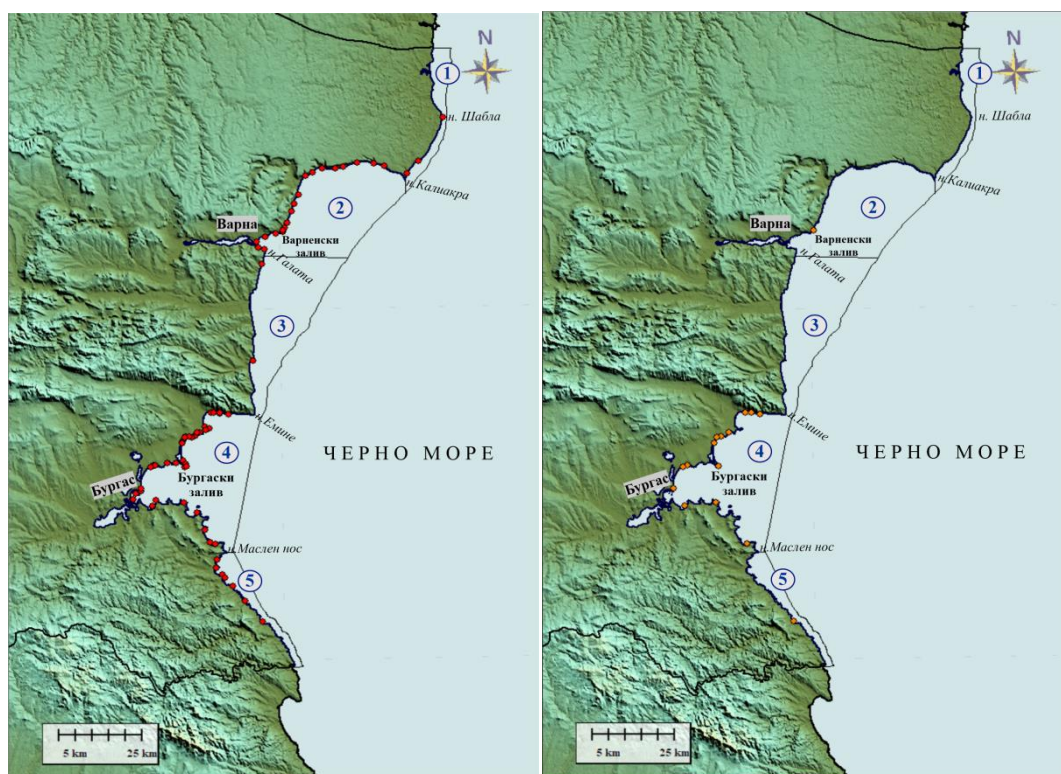 N
1
н. Шабла
н.Калиакра
2
Варна
Варненски
залив
н.Галата
3
н.Емине
4
ЧЕРНО МОРЕ
Бургас
Бургаски
залив
н.Маслен нос
5
5 km 25 km
N
1
н. Шабла
н.Калиакра
2
Варна
Варненски
залив
н.Галата
3
н.Емине
4
ЧЕРНО МОРЕ
Бургас
Бургаски
залив
н.Маслен нос
5
5 km 25 km